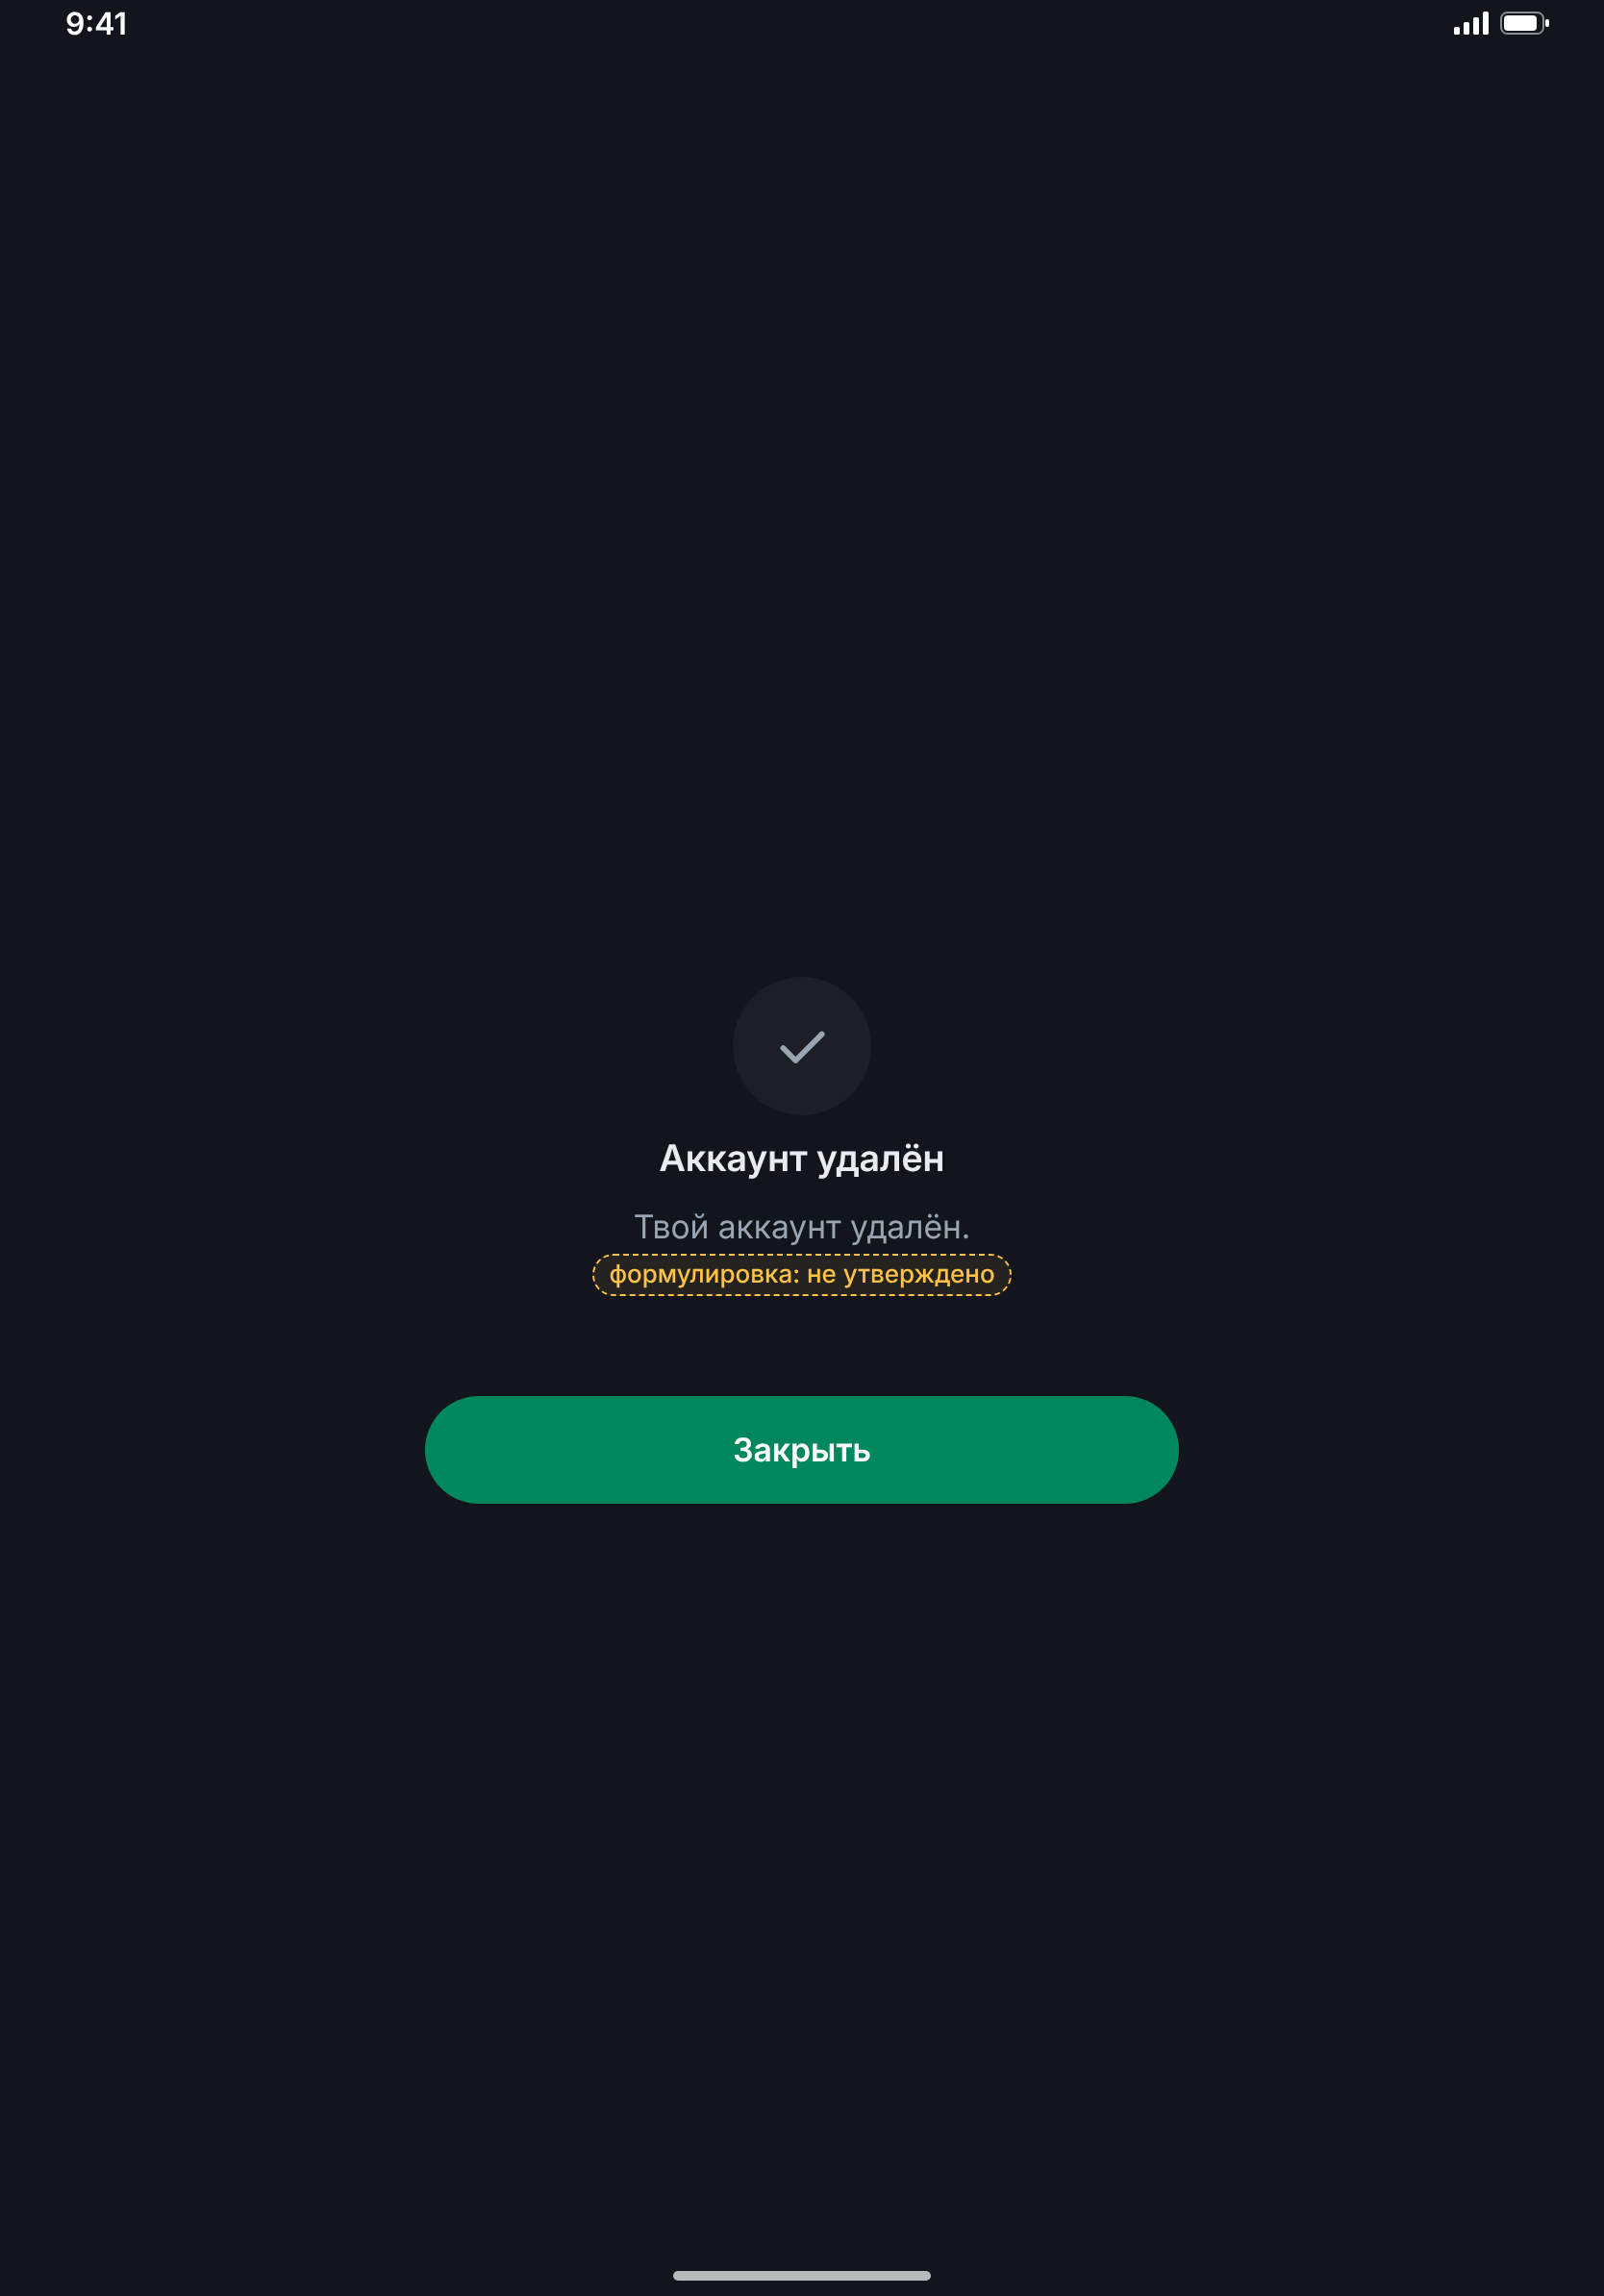 9:41
Аккаунт удалён
Твой аккаунт удалён.
формулировка: не утверждено
Закрыть